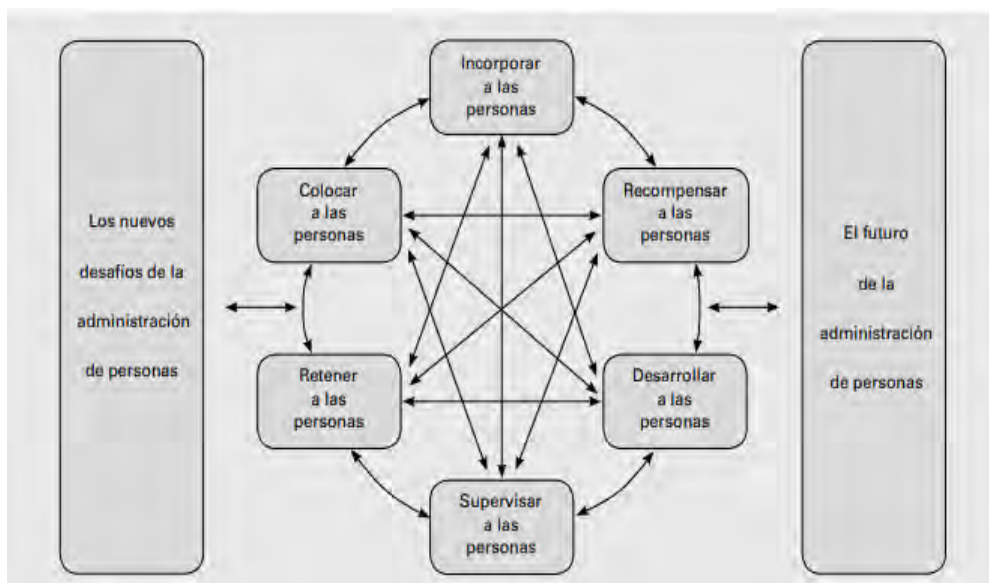 Los nuevos
desafíos de la
administración
de personas
Incorporar
a las
personas
Colocar
a las
personas
Recompensar
a las
personas
Retener
a las
personas
Desarrollar
a las
personas
Supervisar
a las
personas
El futuro
de la
administración
de personas